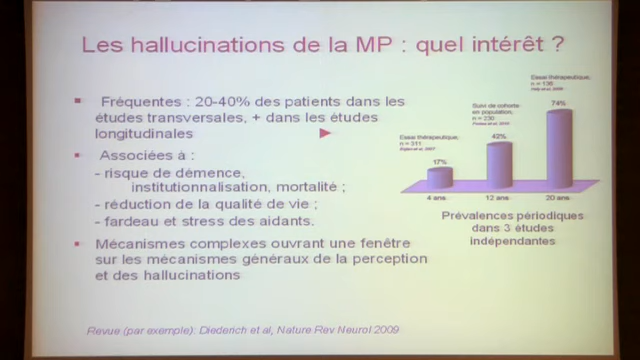 Les hallucinations de la MP : quel intérêt ?
Fréquentes : 20-40% des patients dans les
études transversales, + dans les études
longitudinales
Associées à :
- risque de démence,
institutionnalisation, mortalité ;
- réduction de la qualité de vie ;
- fardeau et stress des aidants.
Mécanismes complexes ouvrant une fenêtre
sur les mécanismes généraux de la perception
et des hallucinations
Revue (par exemple): Diederich et al, Nature Rev Neurol 2009
Essai thérapeutique,
n = 311
17%
4 ans
Suivi de cohorte
en population,
n = 230
42%
12 ans
Essai thérapeutique,
n = 136
74%
20 ans
Prévalences périodiques
dans 3 études
indépendantes